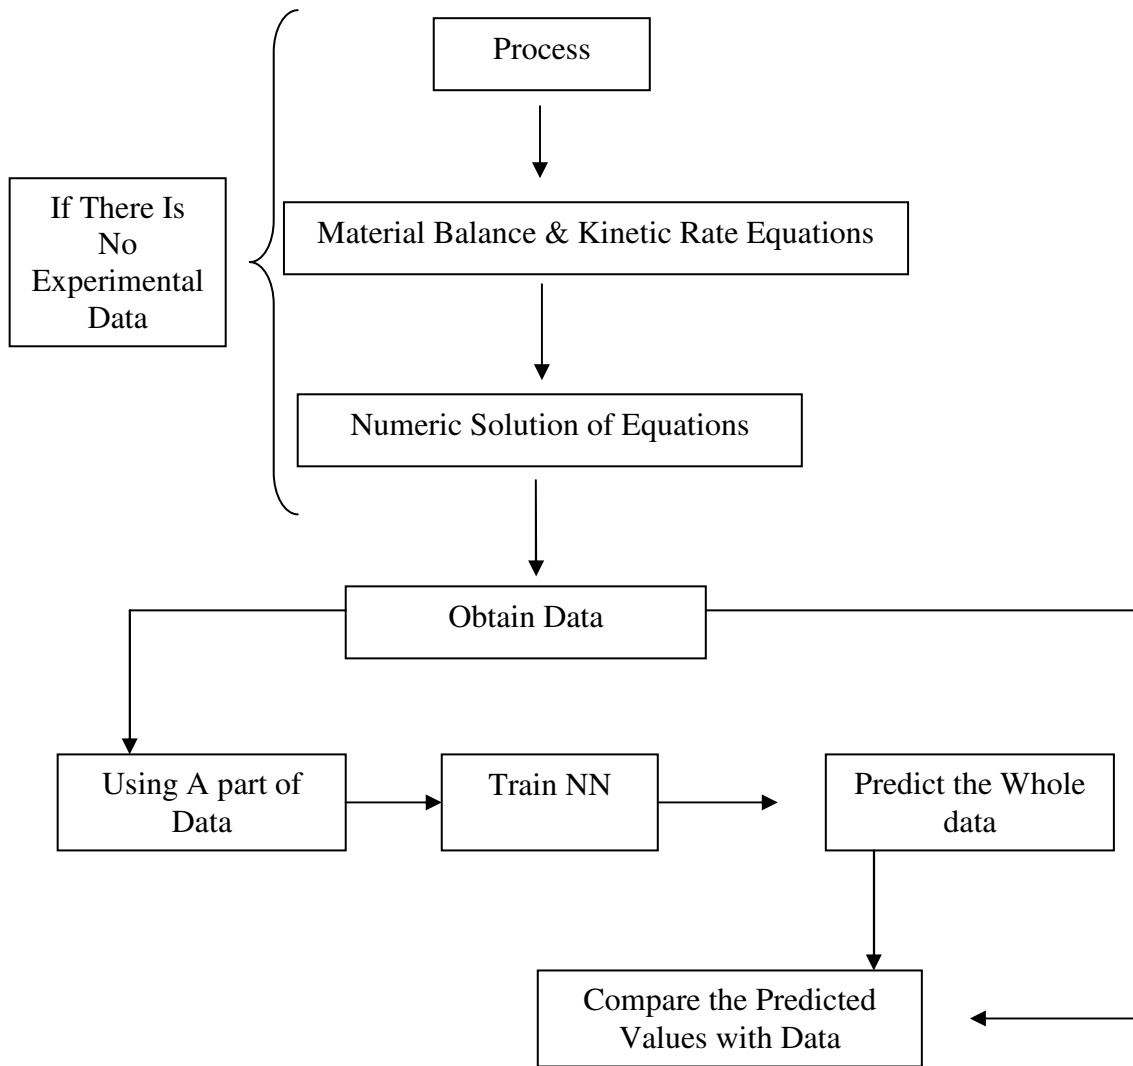 Process
If There Is
No
Experimental
Data
Material Balance & Kinetic Rate Equations
Numeric Solution of Equations
Obtain Data
Using A part of
Data
Train NN
Predict the Whole
data
Compare the Predicted
Values with Data